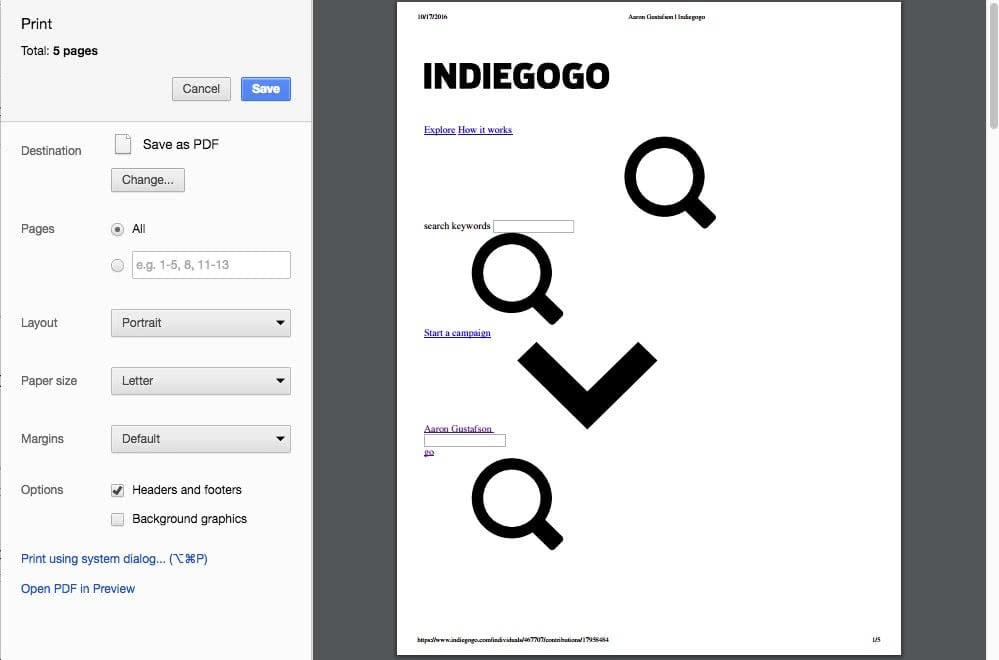 Print
Total: 5 pages
Cancel Save
Destination Save as PDF
Change...
Pages All
e.g. 1-5, 8, 11-13
Layout Portrait
Paper size Letter
Margins Default
Options Headers and footers
Background graphics
Print using system dialog... (⌥⌘P)
Open PDF in Preview
10/17/2016 Aaron Gustafson | Indiegogo
INDIEGOGO
Explore How it works
search keywords
Start a campaign
Aaron Gustafson
go
https://www.indiegogo.com/individuals/467707/contributions/17958484 1/5